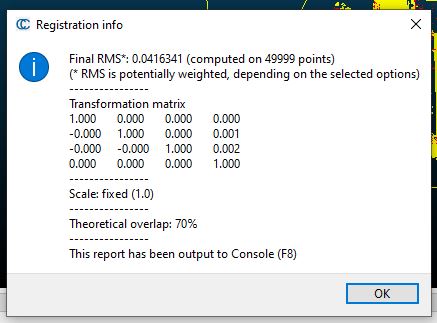 Registration info
Final RMS*: 0.0416341 (computed on 49999 points)
(* RMS is potentially weighted, depending on the selected options)
----------------
Transformation matrix
1.000 0.000 0.000 0.000
-0.000 1.000 0.000 0.001
-0.000 -0.000 1.000 0.002
0.000 0.000 0.000 1.000
----------------
Scale: fixed (1.0)
----------------
Theoretical overlap: 70%
----------------
This report has been output to Console (F8)
OK